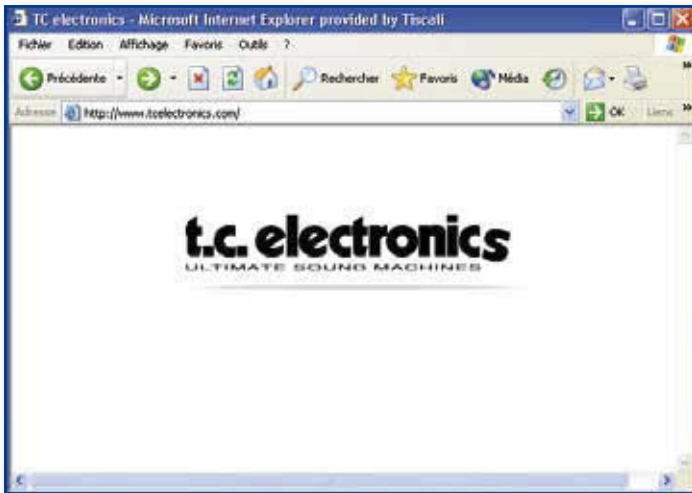 TC electronics - Microsoft Internet Explorer provided by Tiscali
Fichier Edition Affichage Favoris Outils ?
Précédente Rechercher Favoris Média
Adresse http://www.tcelectronics.com/ OK Liens
t.c. electronics
ULTIMATE SOUND MACHINES